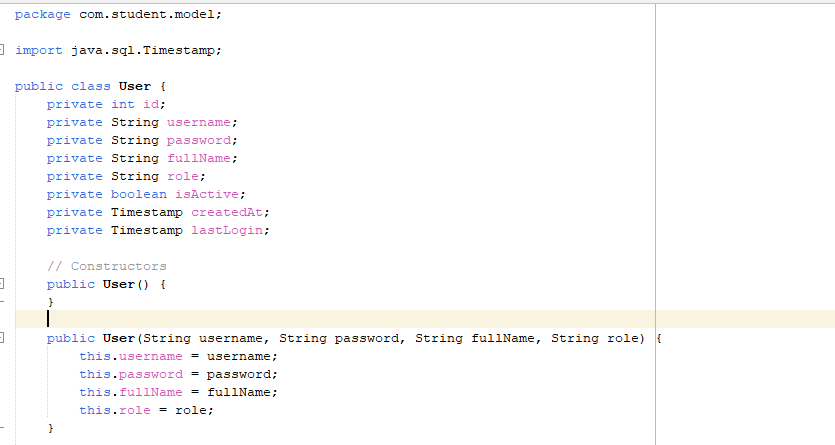 package com.student.model;
import java.sql.Timestamp;
public class User {
private int id;
private String username;
private String password;
private String fullName;
private String role;
private boolean isActive;
private Timestamp createdAt;
private Timestamp lastLogin;
// Constructors
public User() {
}
public User(String username, String password, String fullName, String role) {
this.username = username;
this.password = password;
this.fullName = fullName;
this.role = role;
}